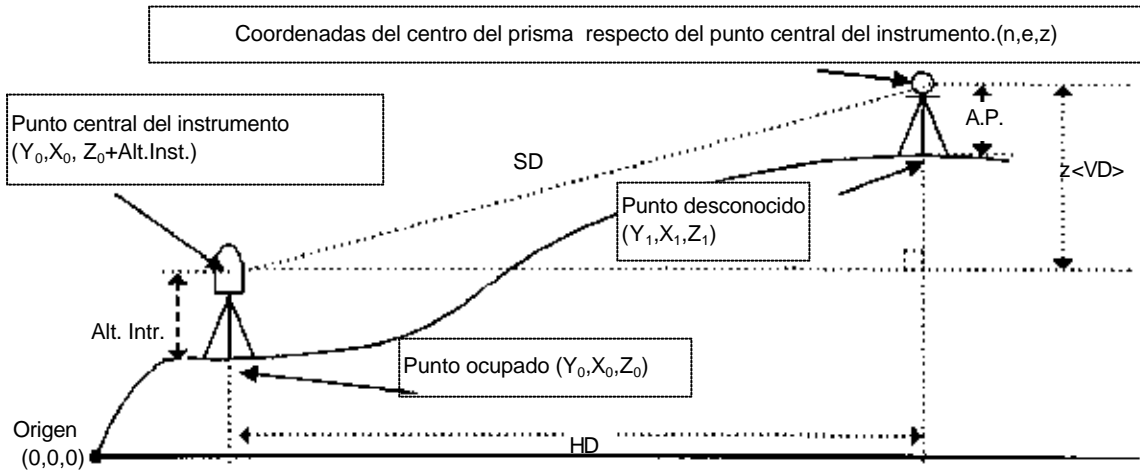 Coordenadas del centro del prisma respecto del punto central del instrumento.(n,e,z)
Punto central del instrumento
(Y₀,X₀, Z₀+Alt.Inst.)
A.P.
SD
z<VD>
Punto desconocido
(Y₁,X₁,Z₁)
Alt. Intr.
Punto ocupado (Y₀,X₀,Z₀)
Origen
(0,0,0)
HD